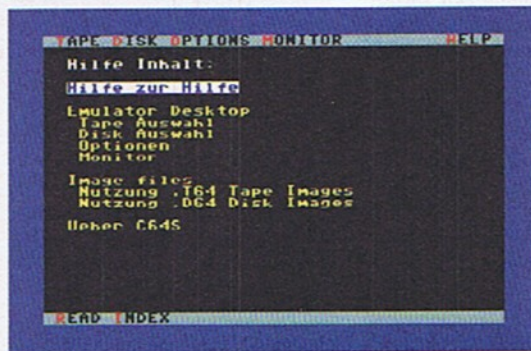 TAPE DISK OPTIONS MONITOR HELP
Hilfe Inhalt:
Hilfe zur Hilfe
Emulator Desktop
Tape Auswahl
Disk Auswahl
Optionen
Monitor
Image files
Nutzung .T64 Tape Images
Nutzung .D64 Disk Images
Ueber C64S
READ INDEX